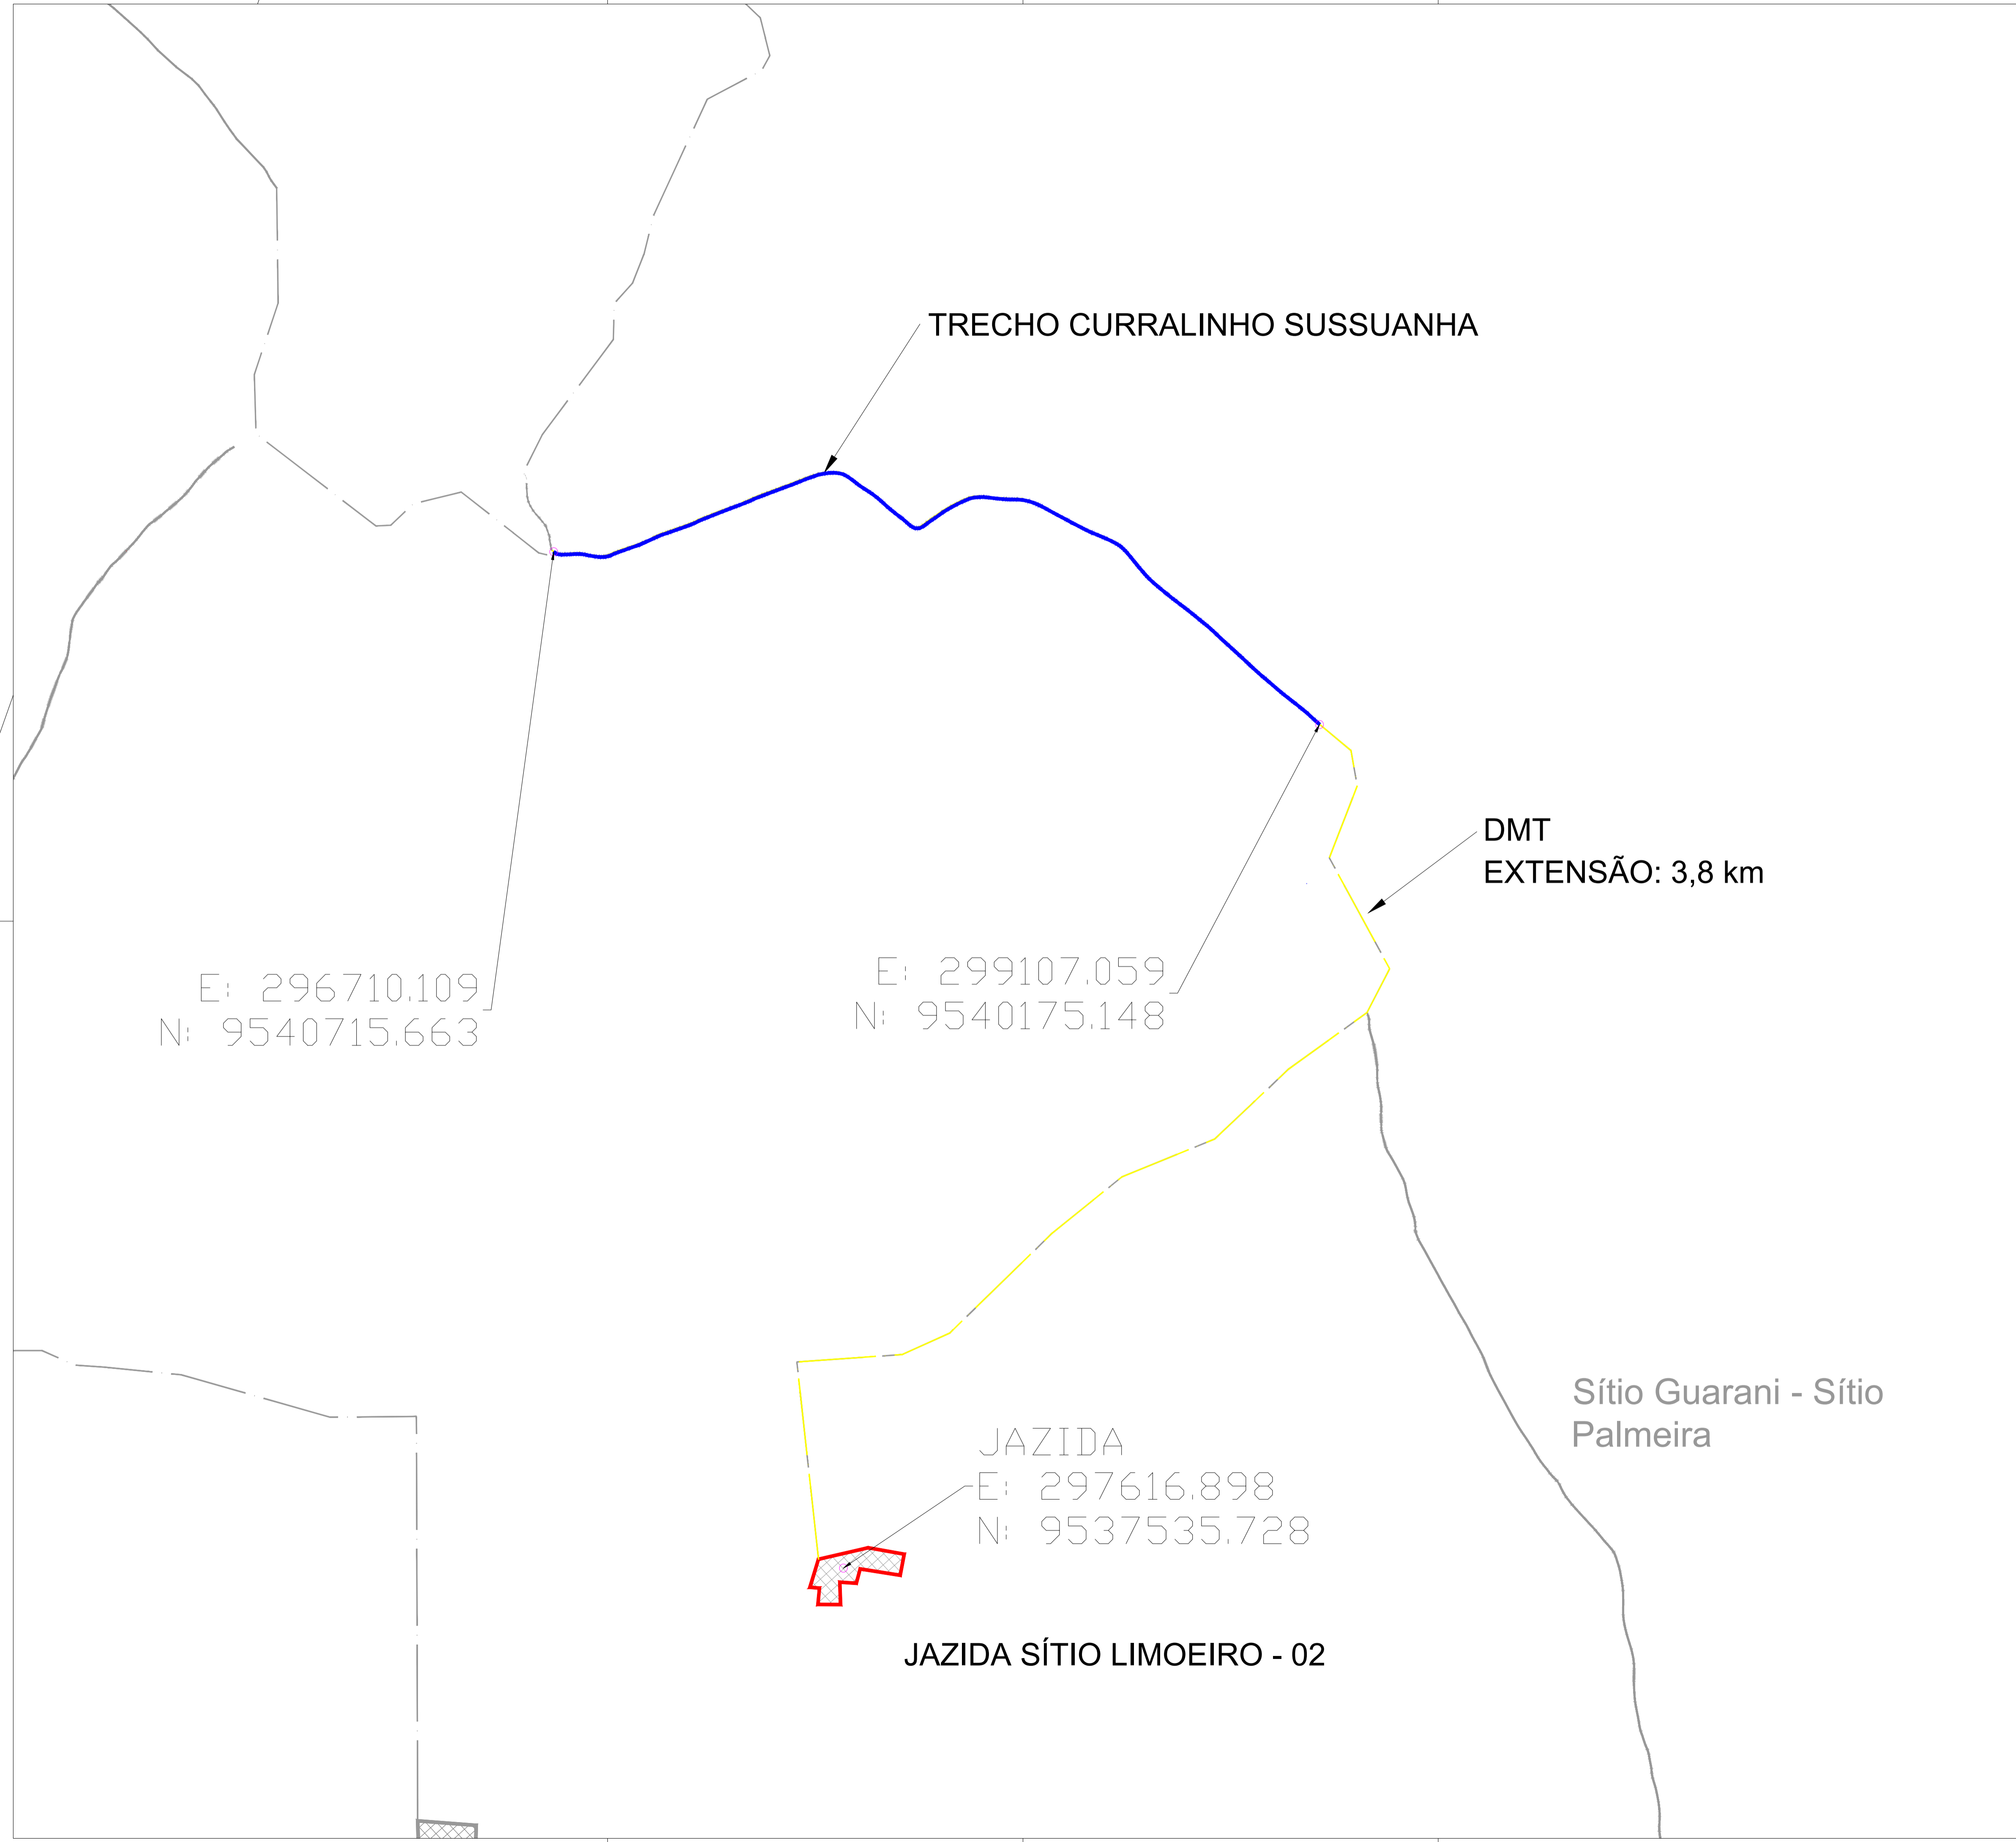 TRECHO CURRALINHO SUSSUANHA
DMT
EXTENSÃO: 3,8 km
E: 296710.109
N: 9540715.663
E: 299107.059
N: 9540175.148
Sítio Guarani - Sítio
Palmeira
JAZIDA
E: 297616.898
N: 9537535.728
JAZIDA SÍTIO LIMOEIRO - 02